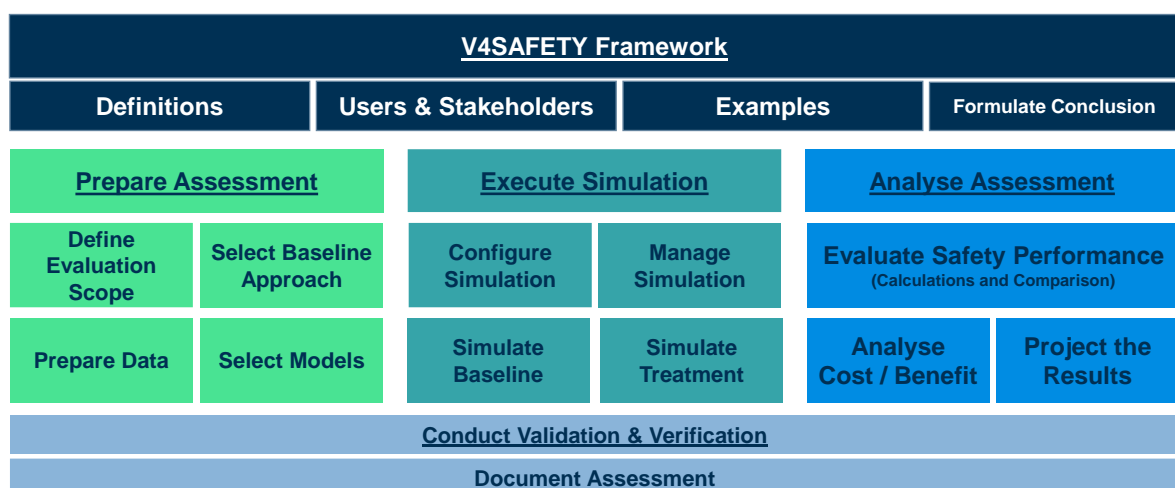 V4SAFETY Framework
Definitions
Users & Stakeholders
Examples
Formulate Conclusion
Prepare Assessment
Execute Simulation
Analyse Assessment
Define
Evaluation
Scope
Select Baseline
Approach
Configure
Simulation
Manage
Simulation
Evaluate Safety Performance
(Calculations and Comparison)
Prepare Data
Select Models
Simulate
Baseline
Simulate
Treatment
Analyse
Cost / Benefit
Project the
Results
Conduct Validation & Verification
Document Assessment